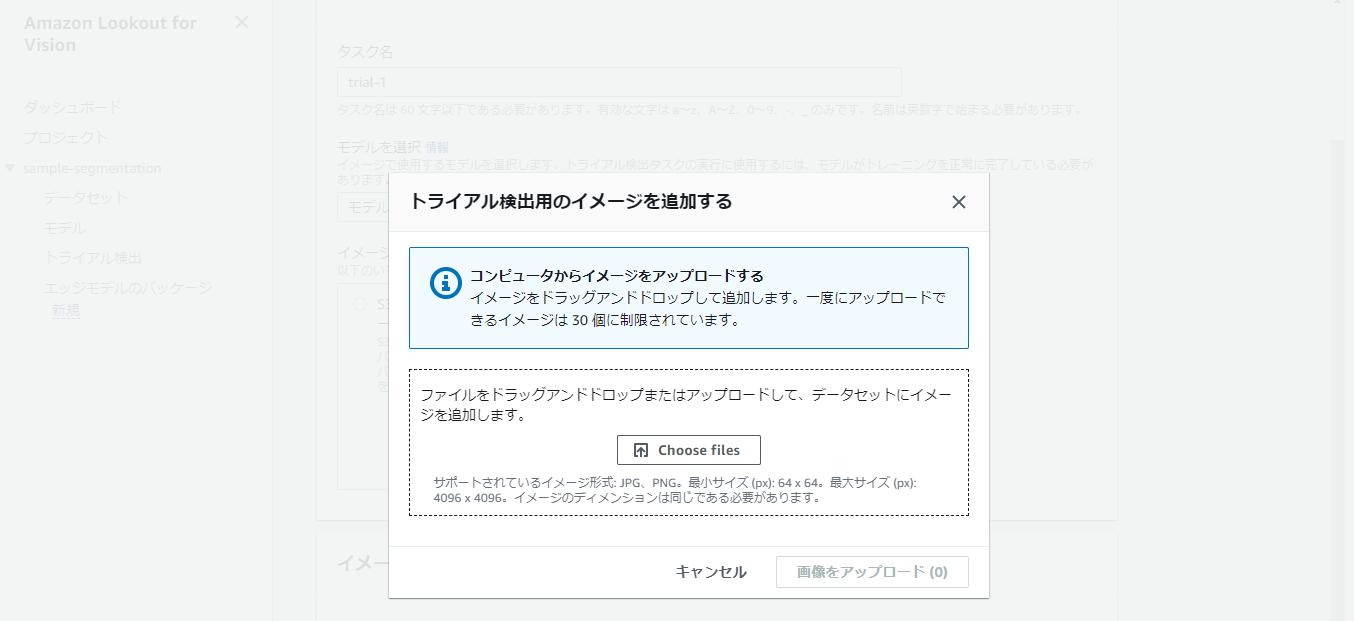 Amazon Lookout for
Vision
ダッシュボード
プロジェクト
sample-segmentation
データセット
モデル
トライアル検出
エッジモデルのパッケージ
新規
タスク名
trial-1
タスク名は 60 文字以下である必要があります。有効な文字は a～z、A～Z、0～9、-、_ のみです。名前は英数字で始まる必要があります。
モデルを選択 情報
イメージで使用するモデルを選択します。トライアル検出タスクの実行に使用するには、モデルがトレーニングを正常に完了している必要が
あります。
モデル
イメージ
以下のい
トライアル検出用のイメージを追加する
コンピュータからイメージをアップロードする
イメージをドラッグアンドドロップして追加します。一度にアップロードで
きるイメージは 30 個に制限されています。
ファイルをドラッグアンドドロップまたはアップロードして、データセットにイメー
ジを追加します。
Choose files
サポートされているイメージ形式: JPG、PNG。最小サイズ (px): 64 x 64。最大サイズ (px):
4096 x 4096。イメージのディメンションは同じである必要があります。
イメー
キャンセル
画像をアップロード (0)